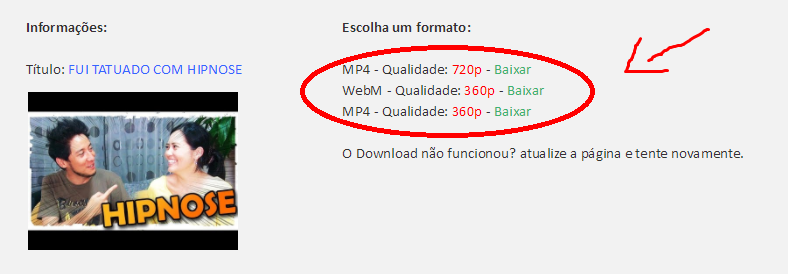 Informações:
Título: FUI TATUADO COM HIPNOSE
HIPNOSE
Escolha um formato:
MP4 - Qualidade: 720p - Baixar
WebM - Qualidade: 360p - Baixar
MP4 - Qualidade: 360p - Baixar
O Download não funcionou? atualize a página e tente novamente.